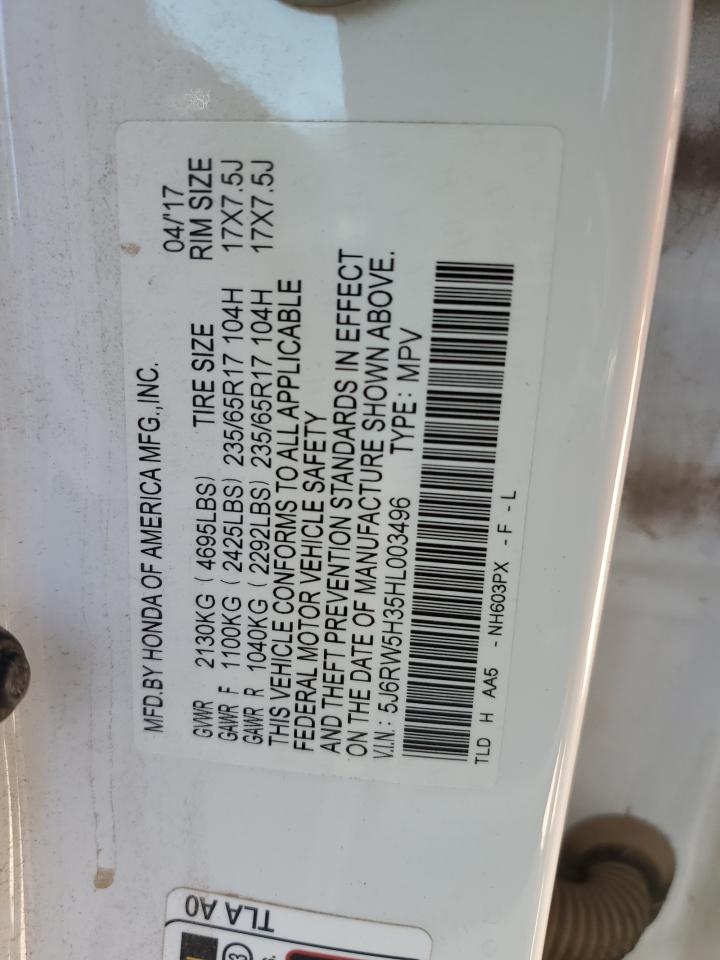 MFD.BY HONDA OF AMERICA MFG.,INC.
04/'17
TIRE SIZE RIM SIZE
GVWR 2130KG ( 4695LBS)
GAWR F 1100KG ( 2425LBS) 235/65R17 104H 17X7.5J
GAWR R 1040KG ( 2292LBS) 235/65R17 104H 17X7.5J
THIS VEHICLE CONFORMS TO ALL APPLICABLE
FEDERAL MOTOR VEHICLE SAFETY
AND THEFT PREVENTION STANDARDS IN EFFECT
ON THE DATE OF MANUFACTURE SHOWN ABOVE.
V.I.N.: 5J6RW5H35HL003496 TYPE: MPV
TLD H AA5 - NH603PX - F - L
TLA A0
3